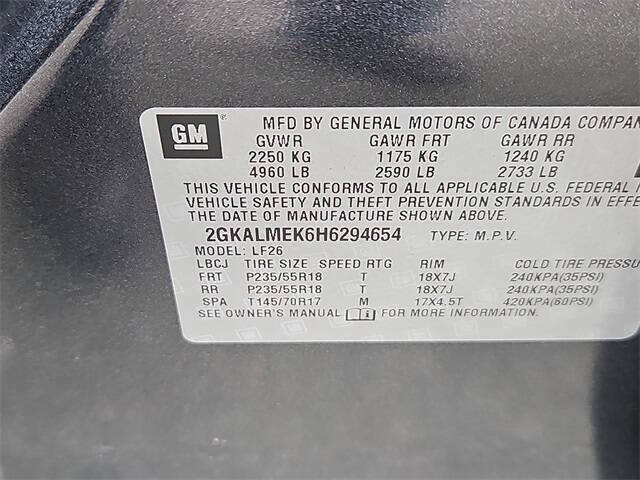 GM
MFD BY GENERAL MOTORS OF CANADA COMPAN
GVWR GAWR FRT GAWR RR
2250 KG 1175 KG 1240 KG
4960 LB 2590 LB 2733 LB
THIS VEHICLE CONFORMS TO ALL APPLICABLE U.S. FEDERAL
VEHICLE SAFETY AND THEFT PREVENTION STANDARDS IN EFFE
THE DATE OF MANUFACTURE SHOWN ABOVE.
2GKALMEK6H6294654 TYPE: M.P.V.
MODEL: LF26
LBCJ TIRE SIZE SPEED RTG RIM COLD TIRE PRESSU
FRT P235/55R18 T 18X7J 240KPA(35PSI)
RR P235/55R18 T 18X7J 240KPA(35PSI)
SPA T145/70R17 M 17X4.5T 420KPA(60PSI)
SEE OWNER'S MANUAL FOR MORE INFORMATION.